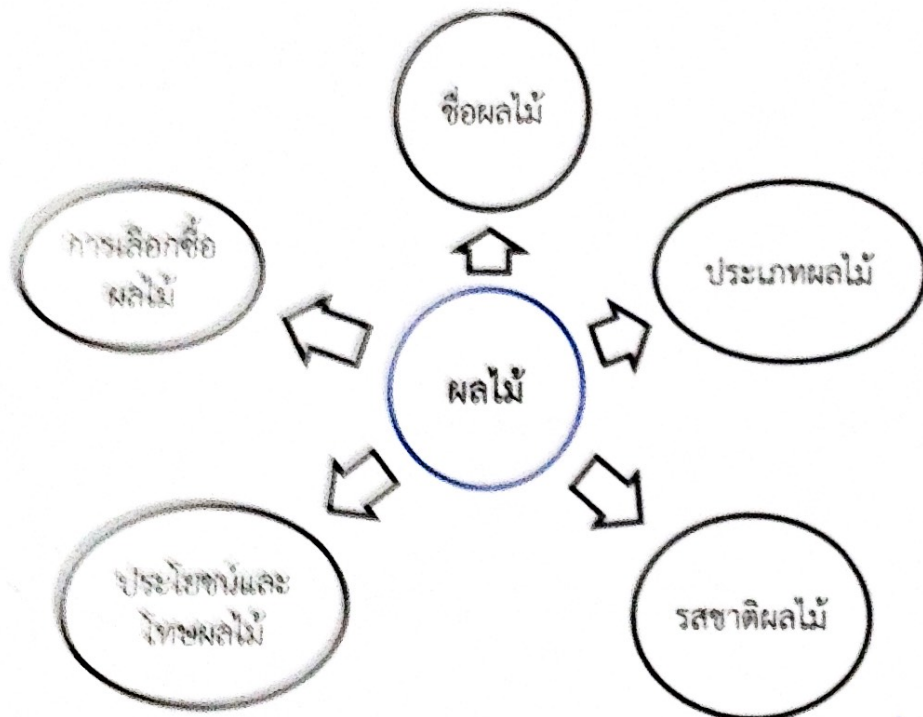 ชื่อผลไม้
การเลือกซื้อ
ผลไม้
ประเภทผลไม้
ผลไม้
ประโยชน์และ
โทษผลไม้
รสชาติผลไม้